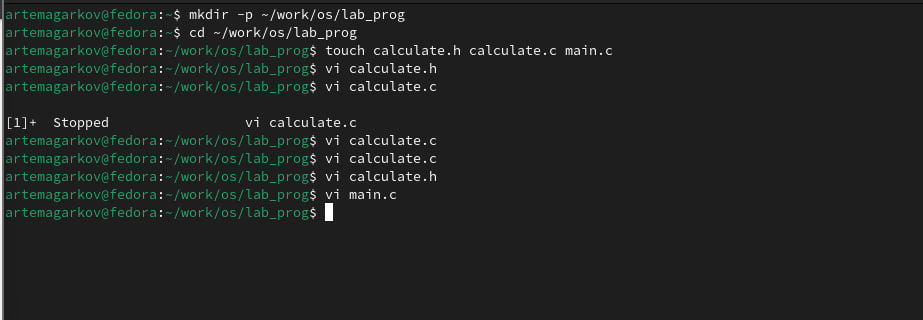 artemagarkov@fedora:~$ mkdir -p ~/work/os/lab_prog
artemagarkov@fedora:~$ cd ~/work/os/lab_prog
artemagarkov@fedora:~/work/os/lab_prog$ touch calculate.h calculate.c main.c
artemagarkov@fedora:~/work/os/lab_prog$ vi calculate.h
artemagarkov@fedora:~/work/os/lab_prog$ vi calculate.c
[1]+  Stopped                 vi calculate.c
artemagarkov@fedora:~/work/os/lab_prog$ vi calculate.c
artemagarkov@fedora:~/work/os/lab_prog$ vi calculate.c
artemagarkov@fedora:~/work/os/lab_prog$ vi calculate.h
artemagarkov@fedora:~/work/os/lab_prog$ vi main.c
artemagarkov@fedora:~/work/os/lab_prog$